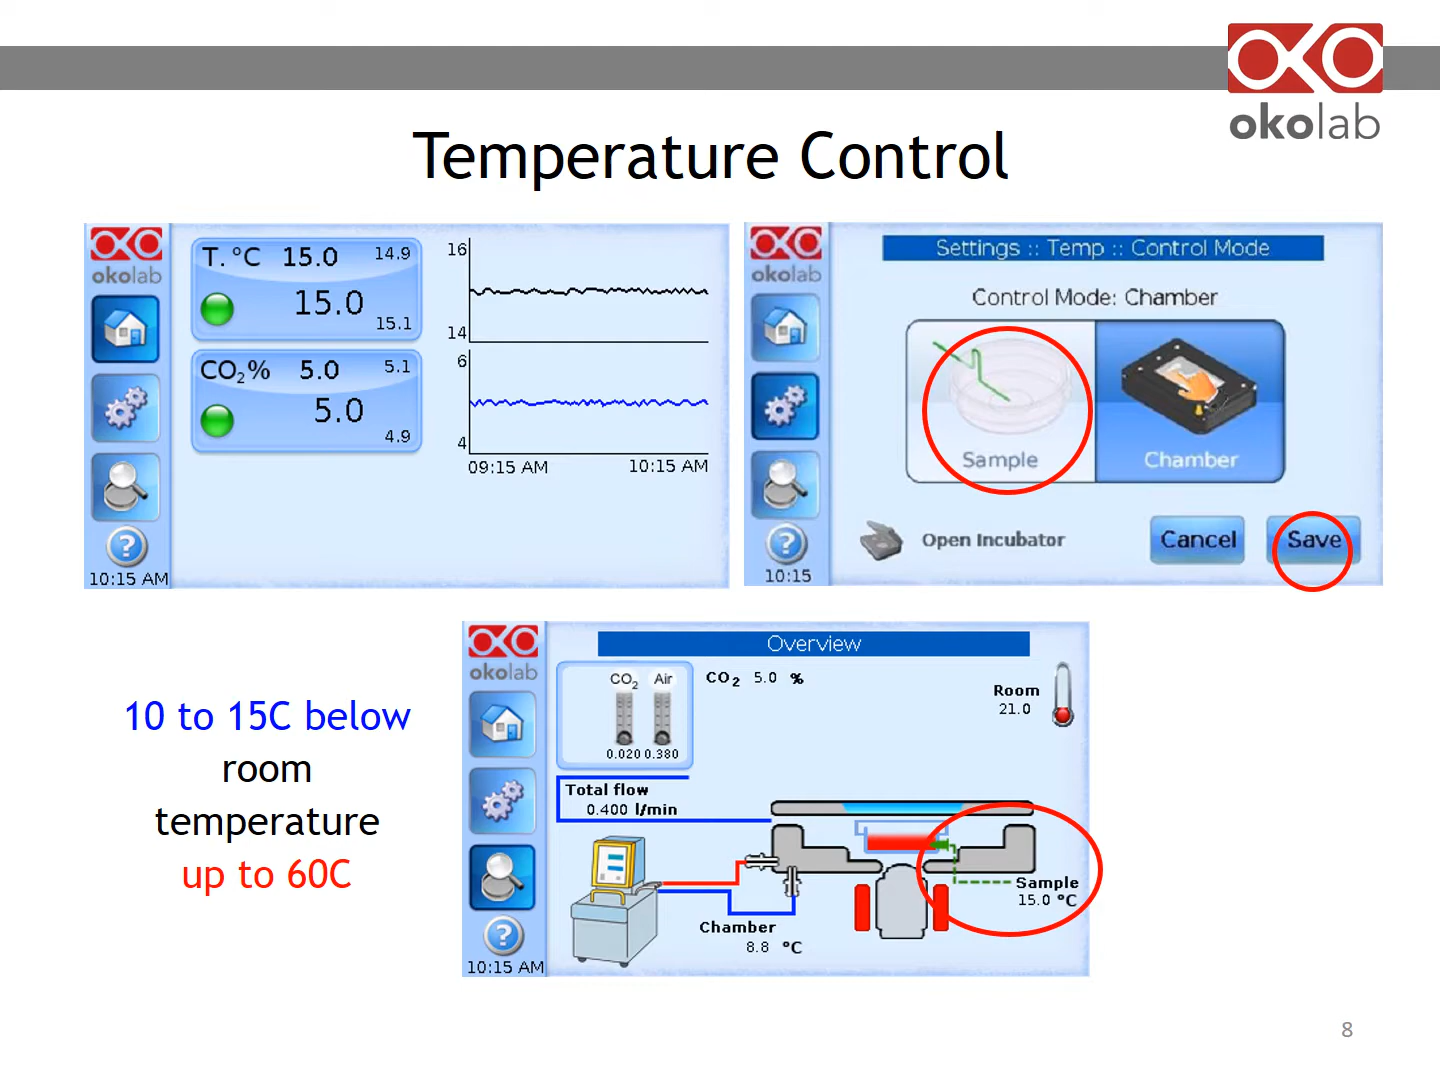 okolab
Temperature Control
okolab
T. °C 15.0 14.9
15.0
15.1
CO2% 5.0 5.1
5.0
4.9
16
14
6
4
09:15 AM 10:15 AM
?
10:15 AM
okolab
Settings :: Temp :: Control Mode
Control Mode: Chamber
Sample
Chamber
Open Incubator
Cancel
Save
?
10:15
10 to 15C below
room
temperature
up to 60C
okolab
Overview
CO2 Air
0.020 0.380
CO2 5.0 %
Room
21.0
Total flow
0.400 l/min
Sample
15.0 °C
Chamber
8.8 °C
?
10:15 AM
8